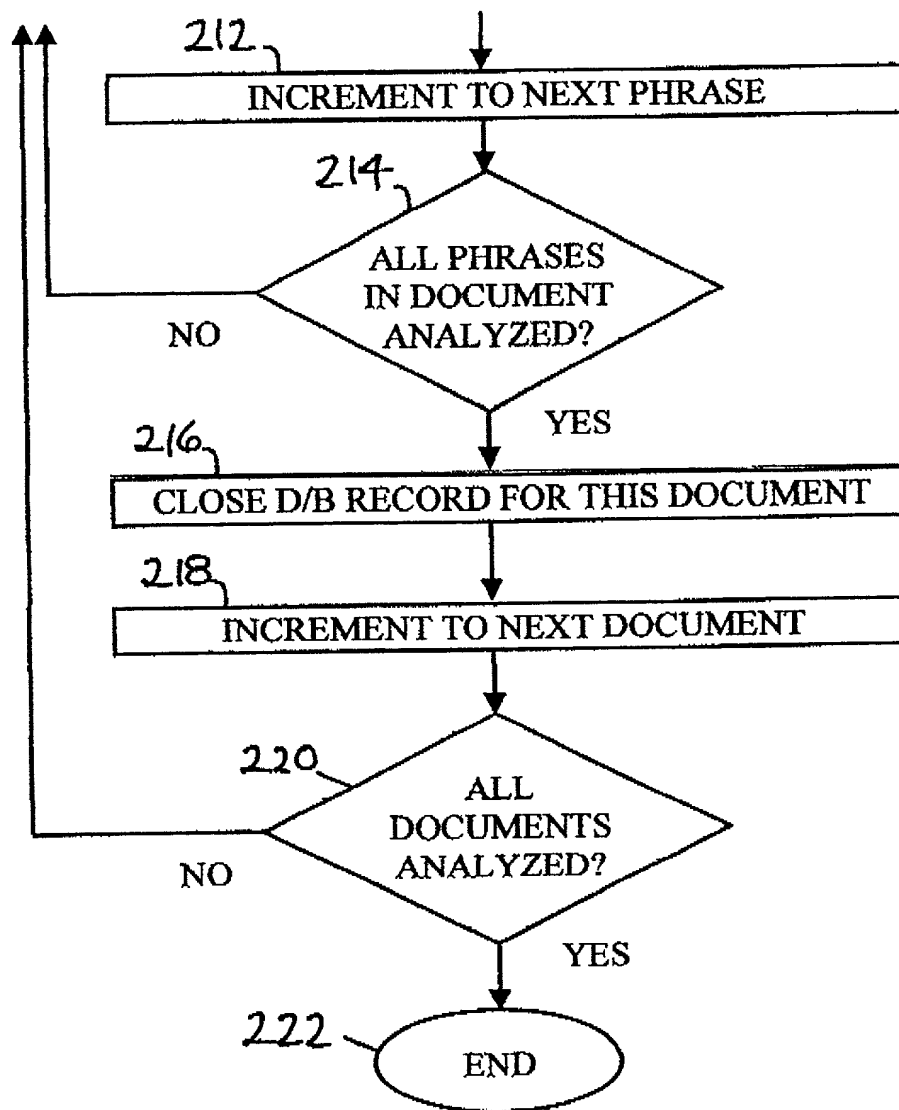 212
INCREMENT TO NEXT PHRASE
214
ALL PHRASES
IN DOCUMENT
ANALYZED?
NO
YES
216
CLOSE D/B RECORD FOR THIS DOCUMENT
218
INCREMENT TO NEXT DOCUMENT
220
ALL
DOCUMENTS
ANALYZED?
NO
YES
222
END